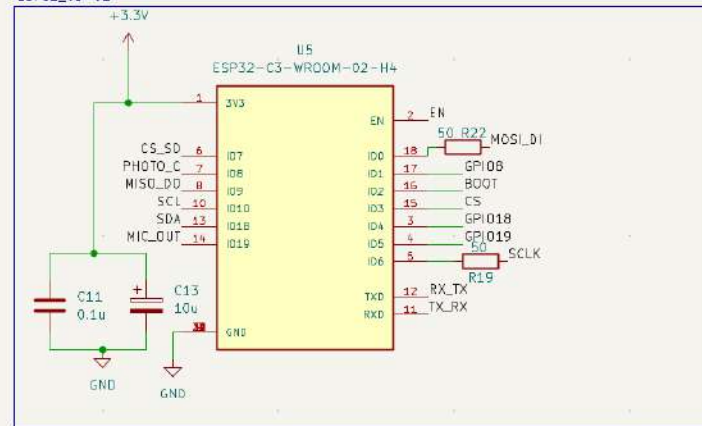 +3.3V
U5
ESP32-C3-WROOM-02-H4
1 3V3
EN 2 EN
CS_SD 6 IO7
IO0 18 50 R22 MOSI_DI
PHOTO_C 7 IO8
IO1 17 GPIO8
MISO_DO 8 IO9
IO2 16 BOOT
SCL 10 IO10
IO3 15 CS
SDA 13 IO18
IO4 3 GPIO18
MIC_OUT 14 IO19
IO5 4 GPIO19
IO6 5 50 R19 SCLK
TXD 12 RX_TX
RXD 11 TX_RX
C11
0.1u
+
C13
10u
GND
GND
GND